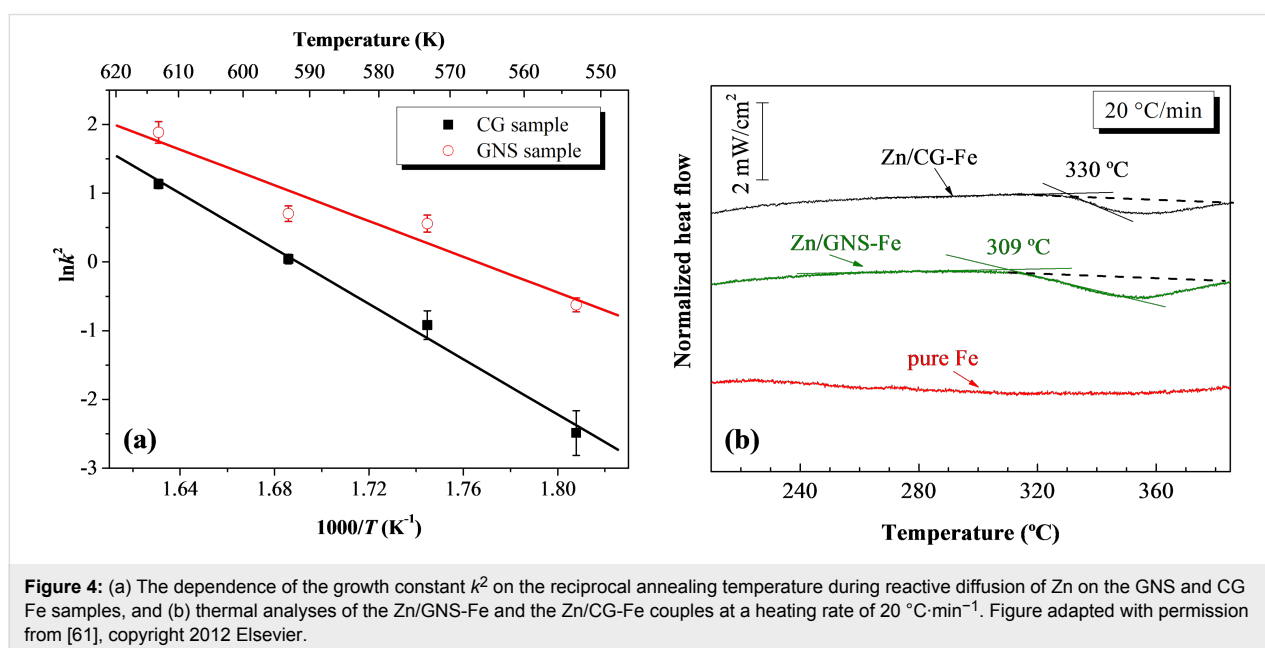 Temperature (K)
620 610 600 590 580 570 560 550
CG sample
GNS sample
2
1
0
-1
-2
-3
lnk²
(a)
1.64 1.68 1.72 1.76 1.80
1000/T (K⁻¹)
2 mW/cm²
20 °C/min
Zn/CG-Fe
330 ºC
Zn/GNS-Fe
309 ºC
pure Fe
Normalized heat flow
(b)
240 280 320 360
Temperature (ºC)
Figure 4: (a) The dependence of the growth constant k² on the reciprocal annealing temperature during reactive diffusion of Zn on the GNS and CG
Fe samples, and (b) thermal analyses of the Zn/GNS-Fe and the Zn/CG-Fe couples at a heating rate of 20 °C·min⁻¹. Figure adapted with permission
from [61], copyright 2012 Elsevier.